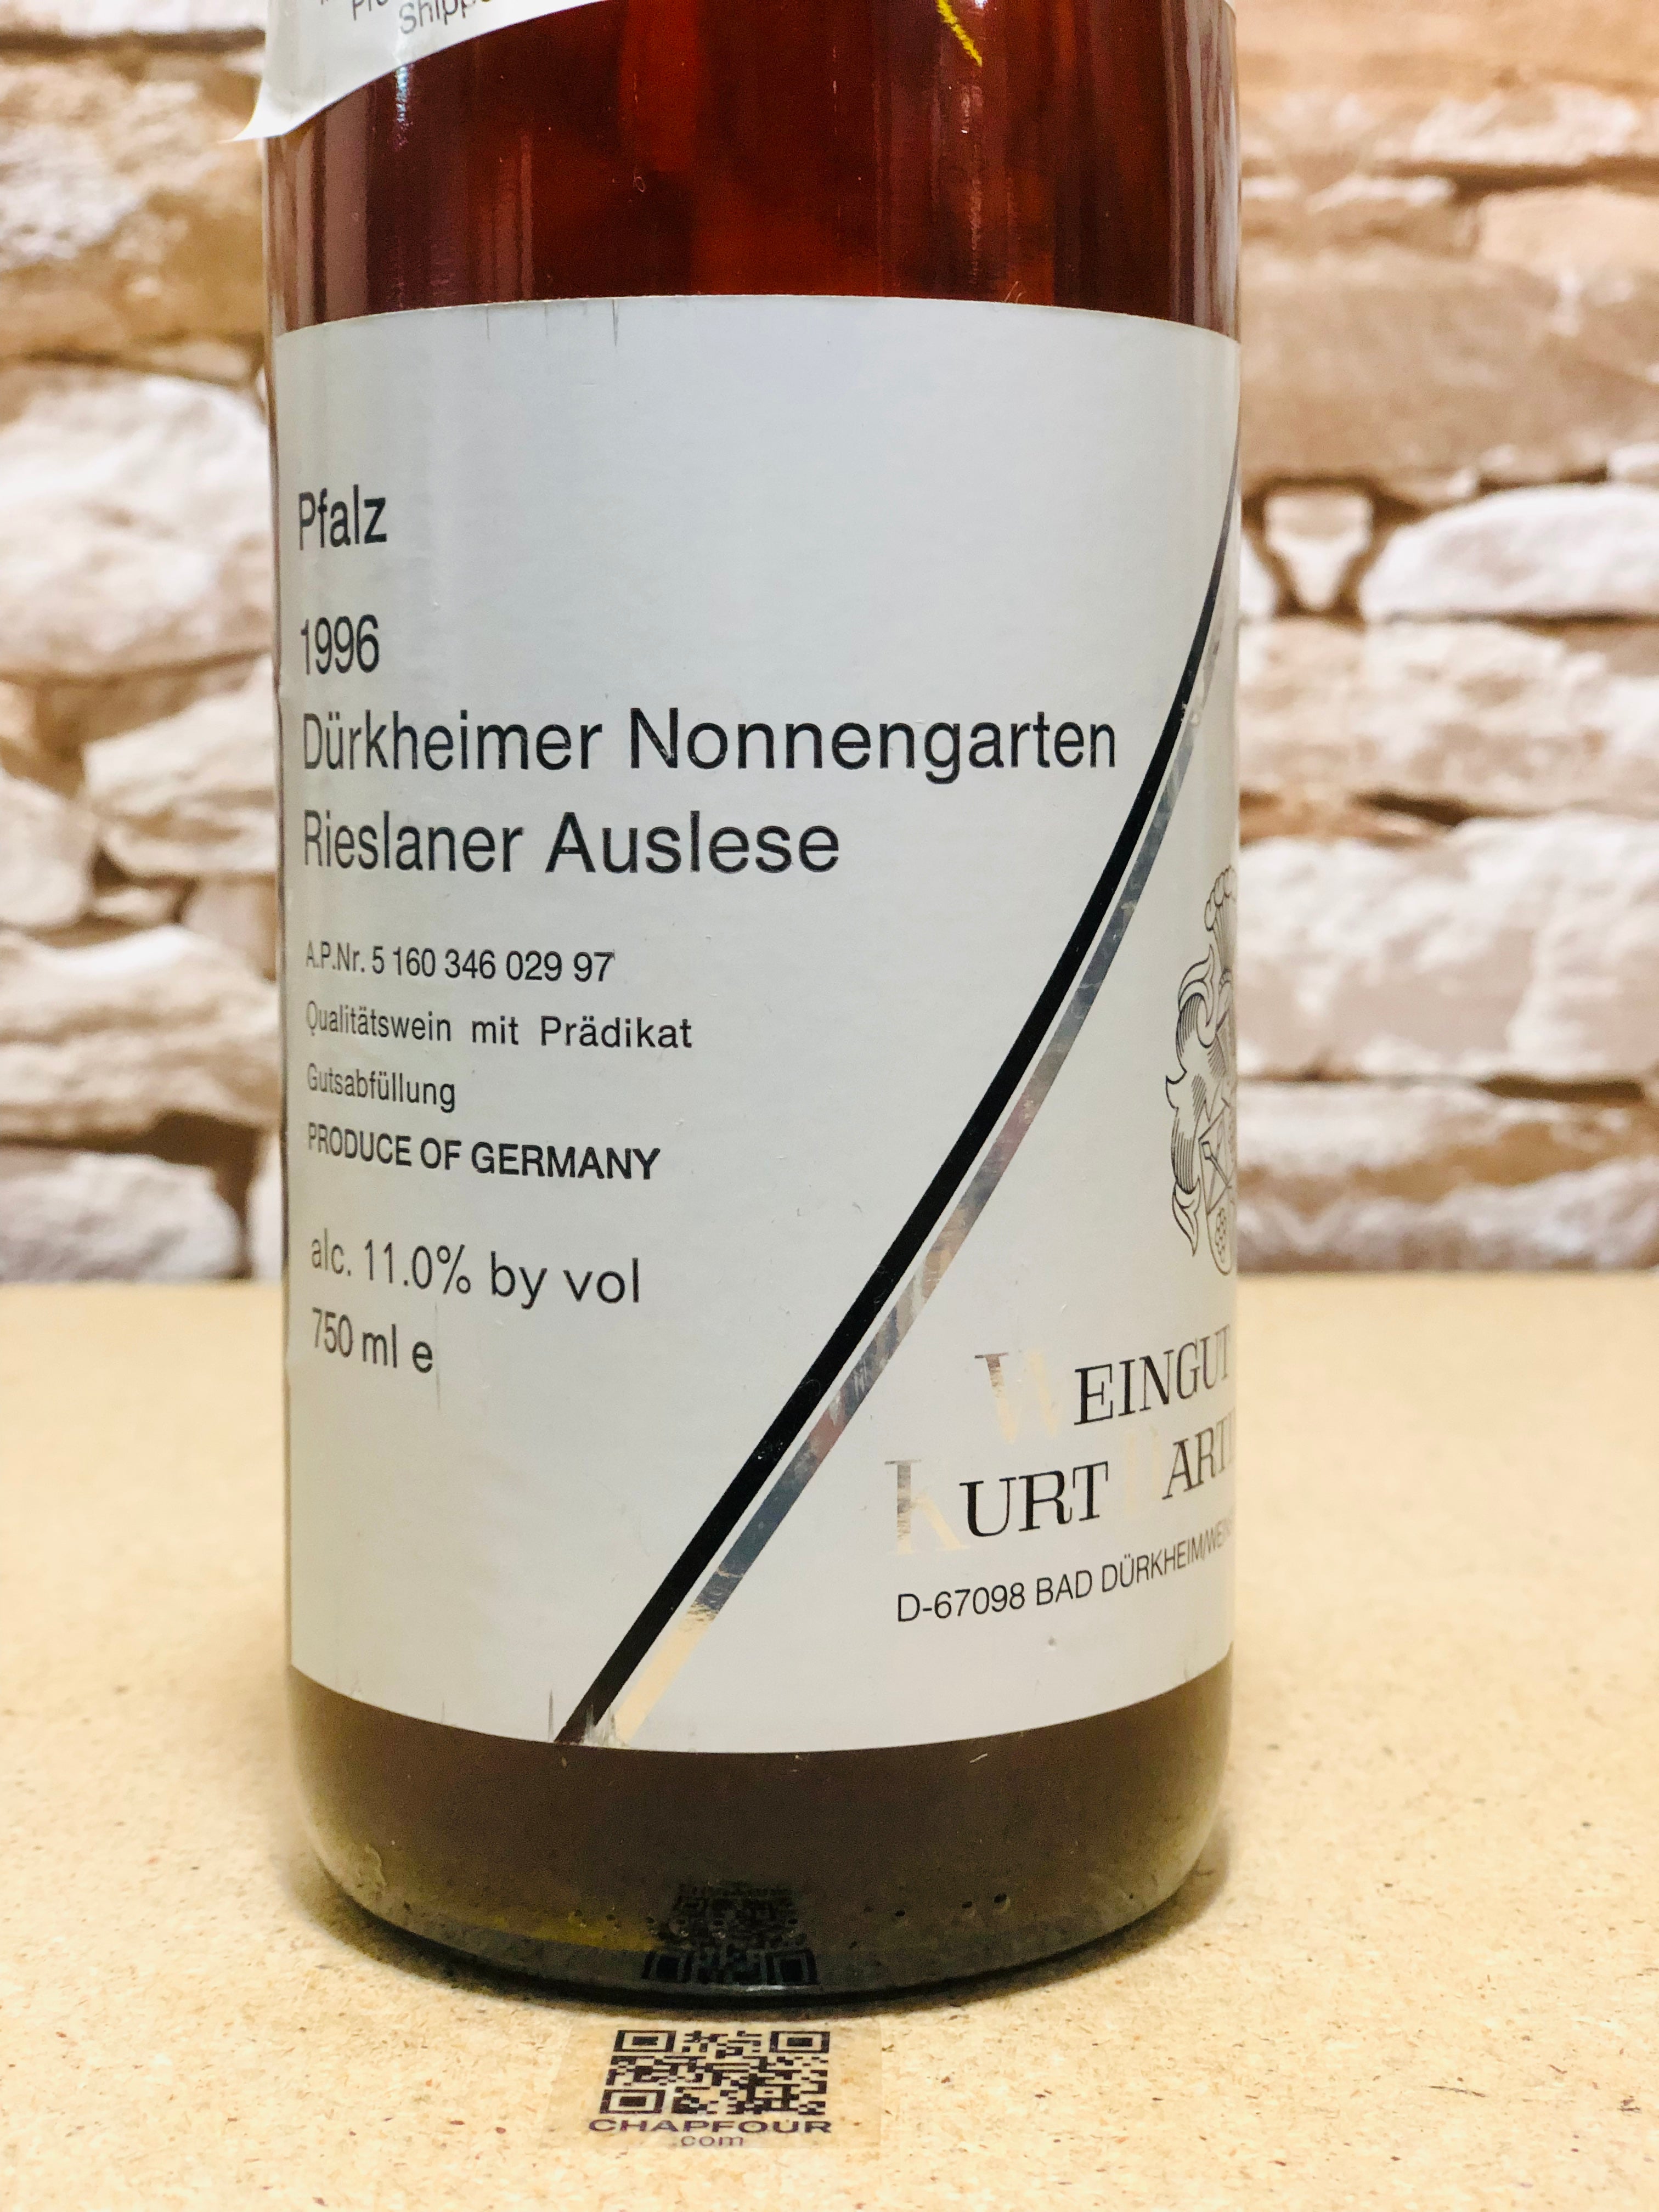 Pfalz
1996
Dürkheimer Nonnengarten
Rieslaner Auslese
A.P.Nr. 5 160 346 029 97
Qualitätswein mit Prädikat
Gutsabfüllung
PRODUCE OF GERMANY
alc. 11.0% by vol
750 ml e
WEINGUT
KURT
D-67098 BAD DÜRKHEIM/
CHAPFOUR
.com